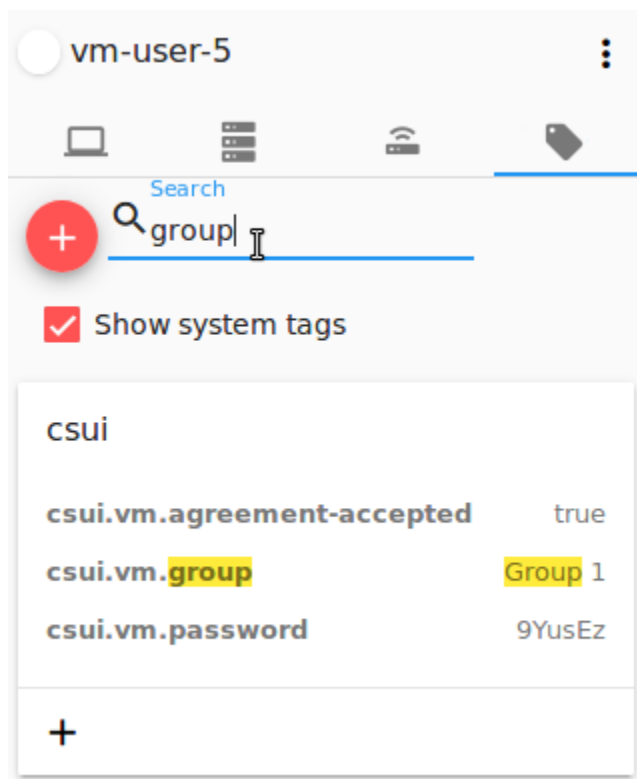 vm-user-5
Search
group
Show system tags
csui
csui.vm.agreement-accepted true
csui.vm.group Group 1
csui.vm.password 9YusEz